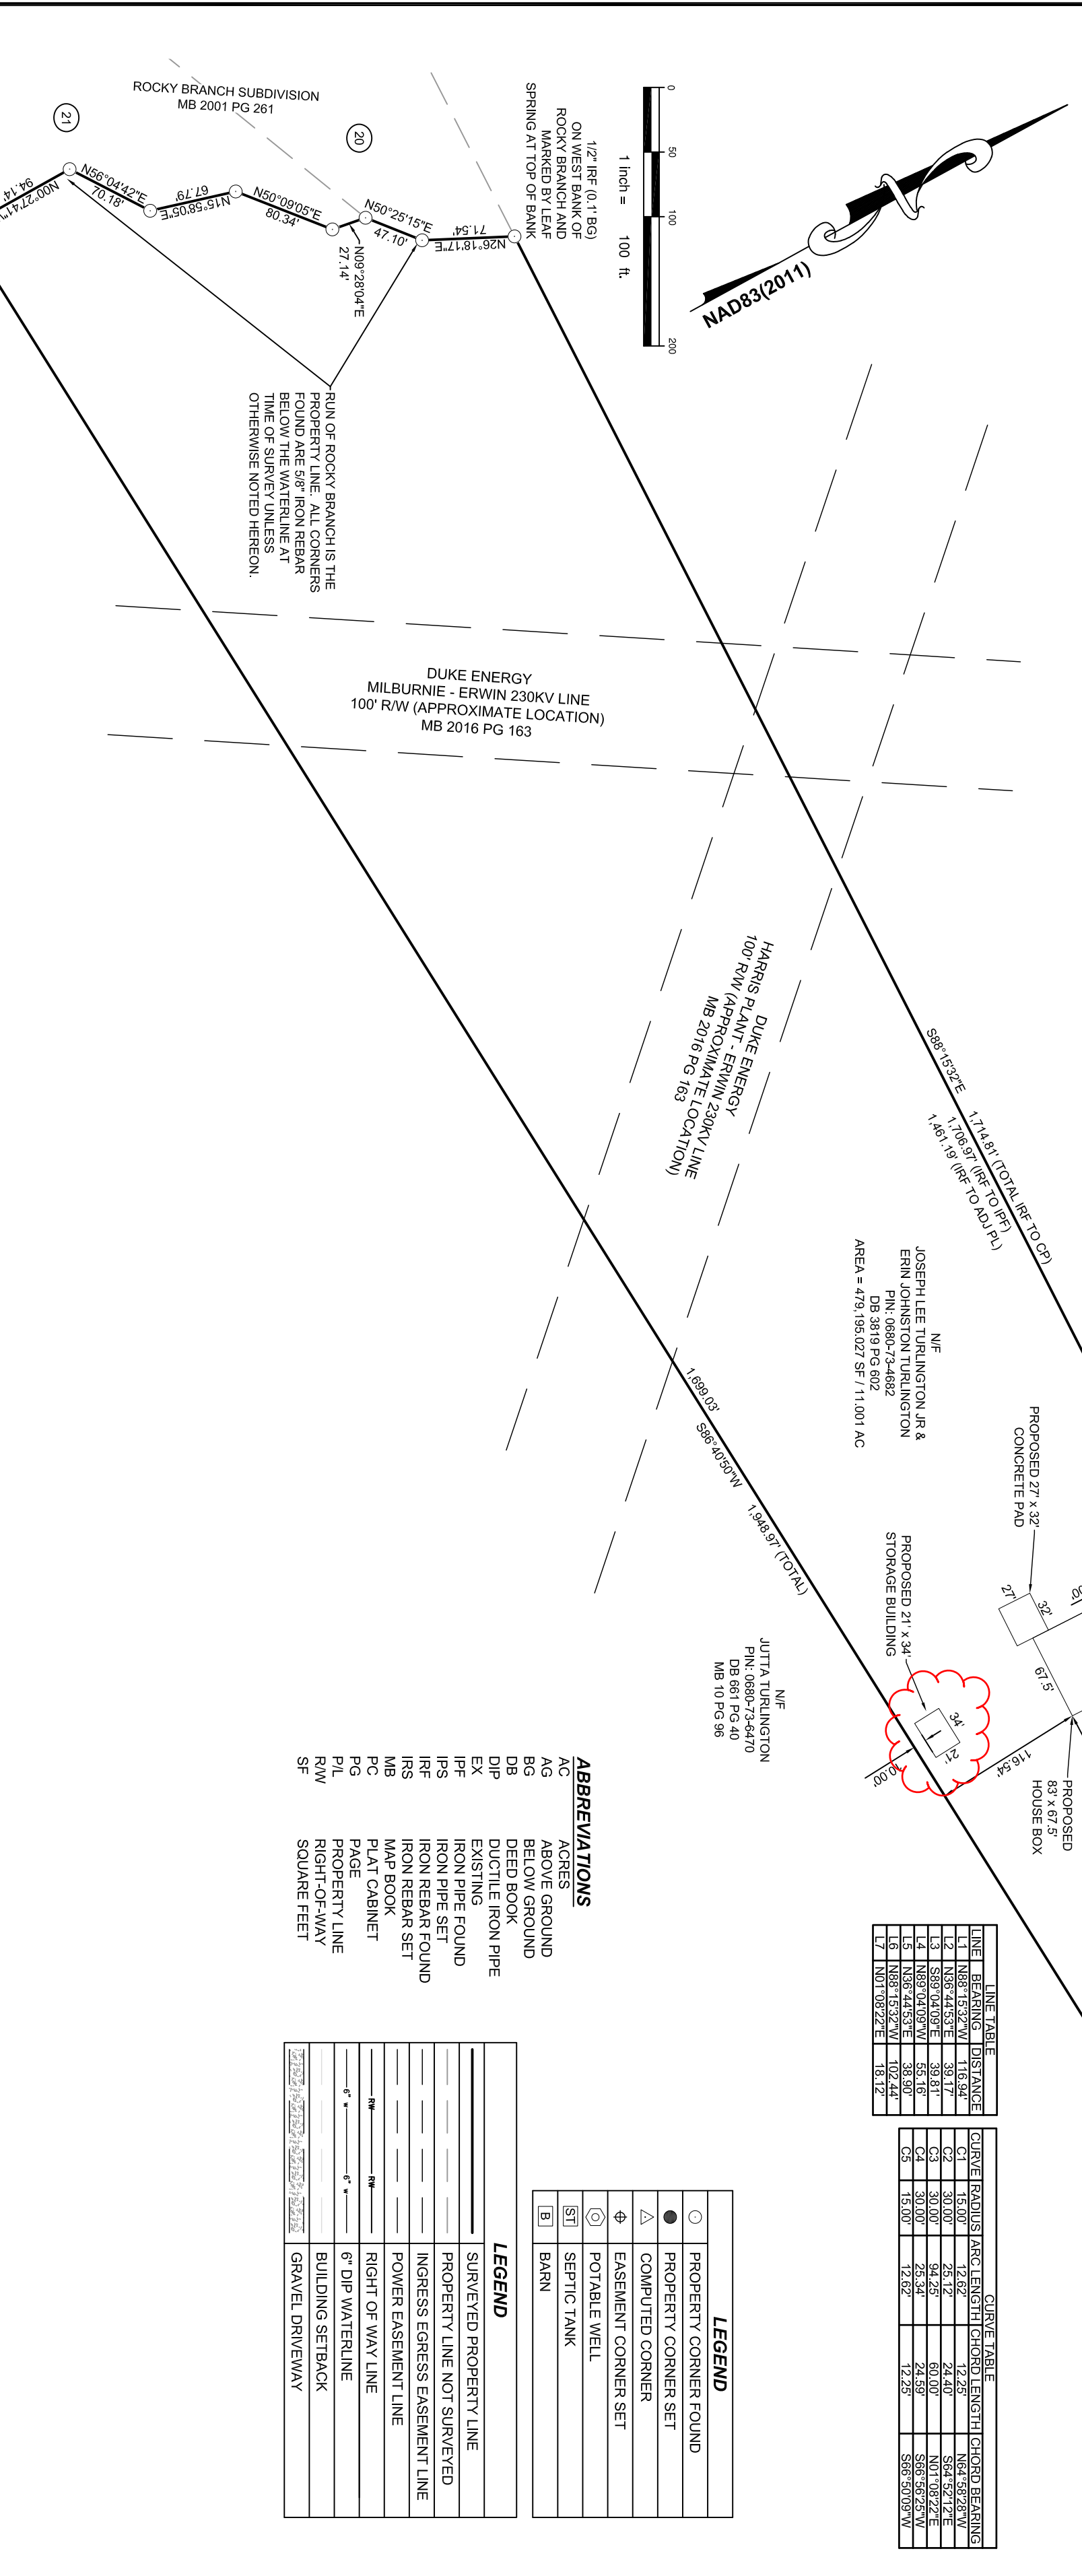 ROCKY BRANCH SUBDIVISION
MB 2001 PG 261
21
20
1/2" IRF (0.1' BG)
ON WEST BANK OF
ROCKY BRANCH AND
MARKED BY LEAF
SPRING AT TOP OF BANK
0
50
100
200
1 inch = 100 ft.
NAD83(2011)
N26°18'17"E
71.54'
N50°25'15"E
47.10'
N09°28'04"E
27.14'
N50°09'05"E
80.34'
N15°58'05"E
67.79'
N56°04'42"E
70.18'
94.14'
RUN OF ROCKY BRANCH IS THE
PROPERTY LINE. ALL CORNERS
FOUND ARE 5/8" IRON REBAR
BELOW THE WATERLINE AT
TIME OF SURVEY UNLESS
OTHERWISE NOTED HEREON.
DUKE ENERGY
MILBURNIE - ERWIN 230KV LINE
100' R/W (APPROXIMATE LOCATION)
MB 2016 PG 163
DUKE ENERGY
HARRIS PLANT - ERWIN 230KV LINE
100' R/W (APPROXIMATE LOCATION)
MB 2016 PG 163
S88°15'32"E
1,714.81' (TOTAL IRF TO CP)
1,706.97' (IRF TO IPF)
1,461.19' (IRF TO ADJ PL)
N/F
JOSEPH LEE TURLINGTON JR &
ERIN JOHNSTON TURLINGTON
PIN: 0680-73-4682
DB 3819 PG 602
AREA = 479,195.027 SF / 11.001 AC
1,699.03'
S86°40'50"W
1,948.97' (TOTAL)
PROPOSED 27' x 32'
CONCRETE PAD
27'
32'
67.5'
PROPOSED 21' x 34'
STORAGE BUILDING
34'
21'
116.54'
PROPOSED
83' x 67.5'
HOUSE BOX
N/F
JUTTA TURLINGTON
PIN: 0680-73-6470
DB 661 PG 40
MB 10 PG 96
ABBREVIATIONS
AC ACRES
AG ABOVE GROUND
BG BELOW GROUND
DB DEED BOOK
DIP DUCTILE IRON PIPE
EX EXISTING
IPF IRON PIPE FOUND
IPS IRON PIPE SET
IRF IRON REBAR FOUND
IRS IRON REBAR SET
MB MAP BOOK
PC PLAT CABINET
PG PAGE
P/L PROPERTY LINE
R/W RIGHT-OF-WAY
SF SQUARE FEET
LINE TABLE
LINE BEARING DISTANCE
L1 N88°15'32"W 116.94'
L2 N36°44'53"E 39.17'
L3 S89°04'09"E 39.81'
L4 N89°04'09"W 55.16'
L5 N36°44'53"E 38.90'
L6 N88°15'32"W 102.44'
L7 N01°08'22"E 18.12'
CURVE TABLE
CURVE RADIUS ARC LENGTH CHORD LENGTH CHORD BEARING
C1 15.00' 12.62' 12.25' N64°58'28"W
C2 30.00' 25.12' 24.40' S64°52'12"E
C3 30.00' 94.25' 60.00' N01°08'22"E
C4 30.00' 25.34' 24.59' S66°56'25"W
C5 15.00' 12.62' 12.25' S66°50'09"W
LEGEND
PROPERTY CORNER FOUND
PROPERTY CORNER SET
COMPUTED CORNER
EASEMENT CORNER SET
POTABLE WELL
ST SEPTIC TANK
B BARN
LEGEND
SURVEYED PROPERTY LINE
PROPERTY LINE NOT SURVEYED
INGRESS EGRESS EASEMENT LINE
POWER EASEMENT LINE
RW RW RIGHT OF WAY LINE
6" W 6" W 6" DIP WATERLINE
BUILDING SETBACK
GRAVEL DRIVEWAY